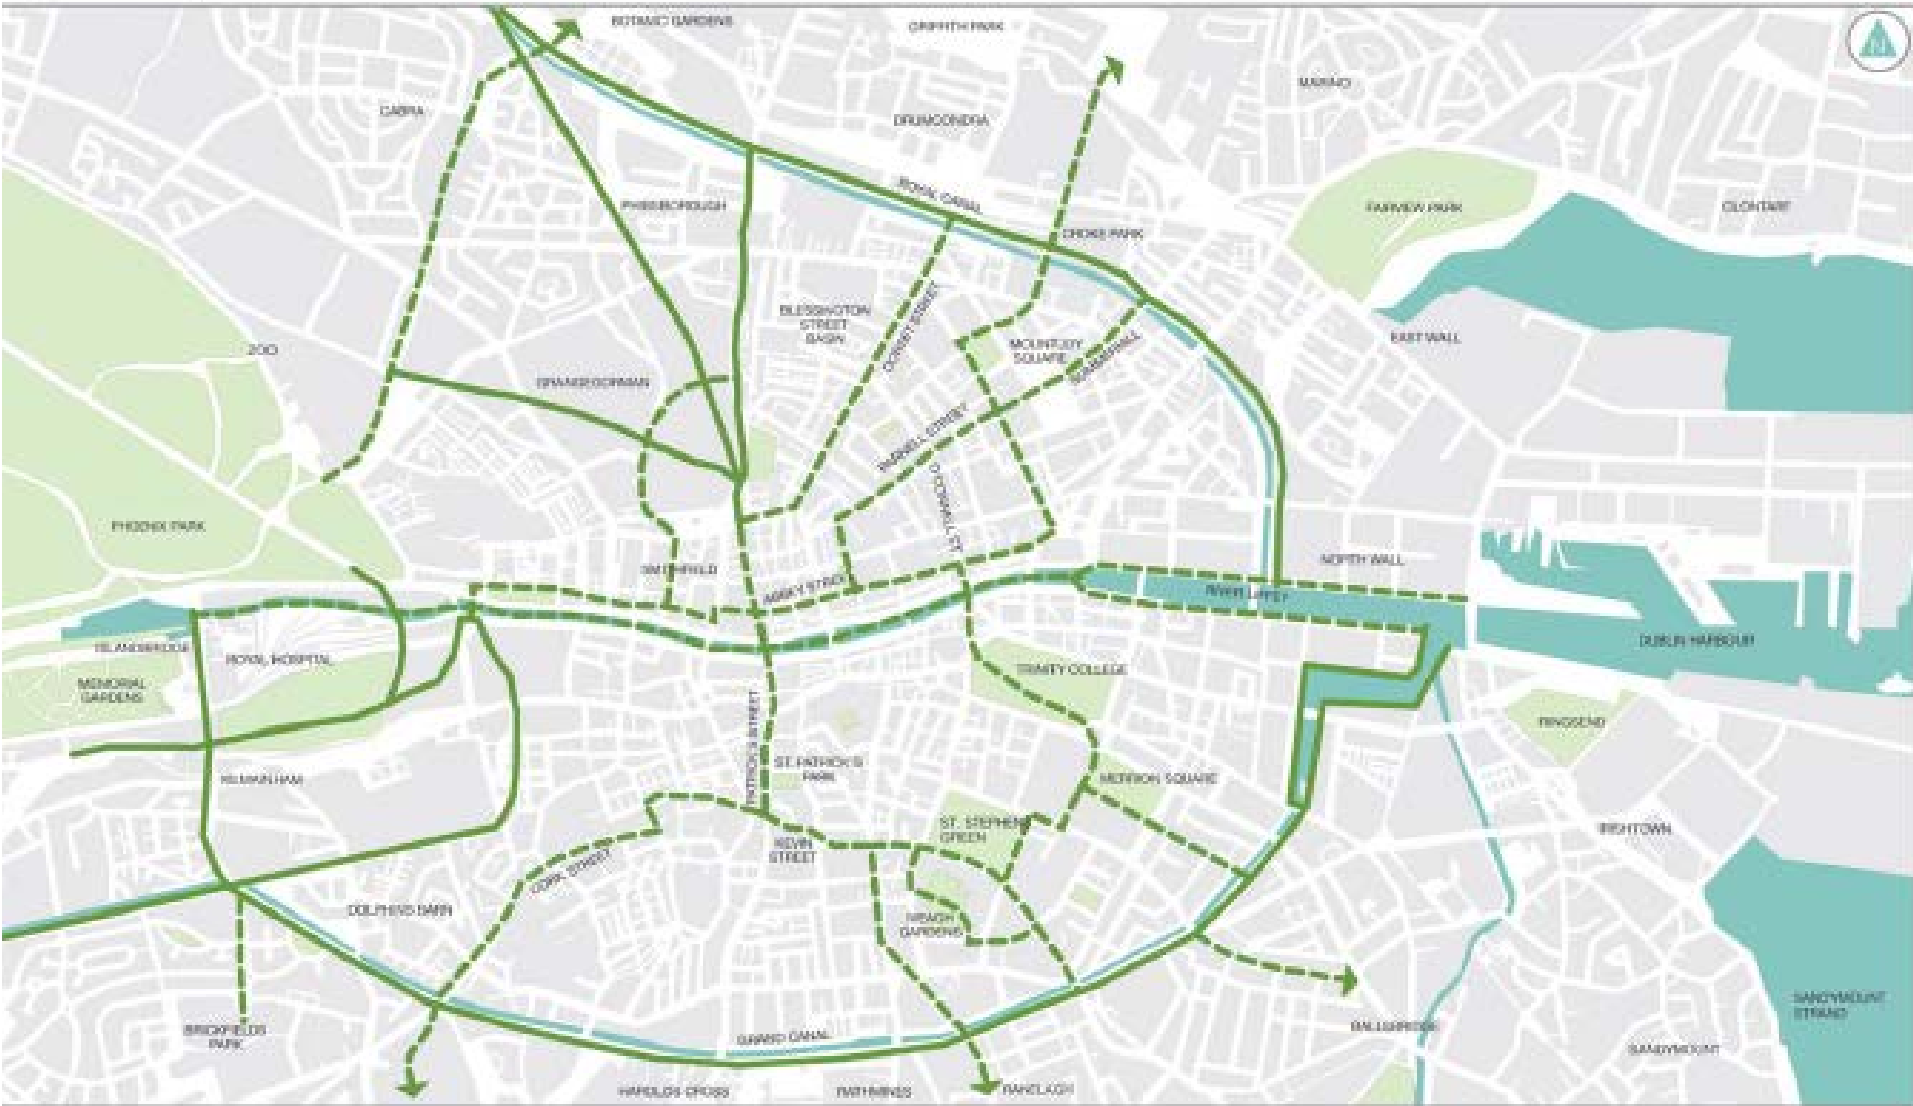 BOTANIC GARDENS
GRIFFITH PARK
N
MARINO
CABRA
DRUMCONDRA
ROYAL CANAL
PHIBSBOROUGH
FAIRVIEW PARK
CLONTARF
CROKE PARK
BLESSINGTON
STREET
BASIN
DORSET STREET
MOUNTJOY
SQUARE
SUMMERHILL
EAST WALL
ZOO
GRANGEGORMAN
PARNELL STREET
O'CONNELL ST
PHOENIX PARK
SMITHFIELD
ABBEY STREET
NORTH WALL
RIVER LIFFEY
DUBLIN HARBOUR
ISLANDBRIDGE
ROYAL HOSPITAL
MEMORIAL
GARDENS
TRINITY COLLEGE
PATRICK STREET
RINGSEND
ST. PATRICK'S
PARK
KILMAINHAM
MERRION SQUARE
ST. STEPHENS
GREEN
KEVIN
STREET
IRISHTOWN
CORK STREET
DOLPHINS BARN
IVEAGH
GARDENS
BRICKFIELDS
PARK
GRAND CANAL
BALLSBRIDGE
SANDYMOUNT
STRAND
SANDYMOUNT
HAROLDS CROSS
RATHMINES
RANELAGH